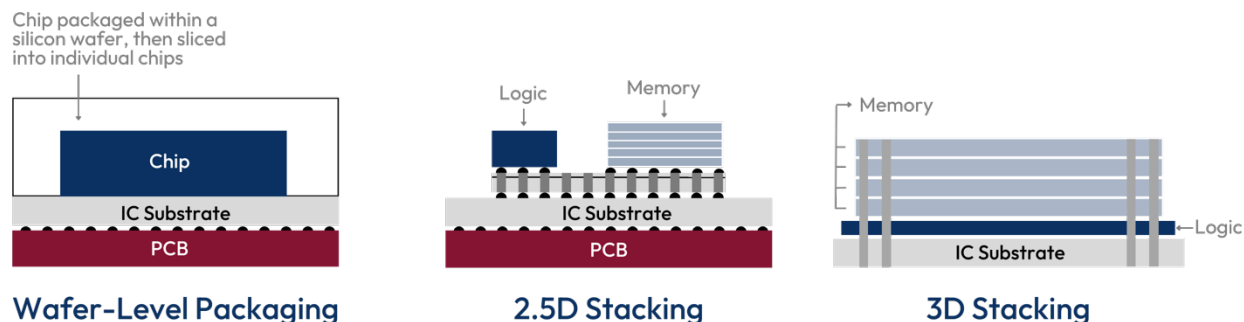 Chip packaged within a
silicon wafer, then sliced
into individual chips
Chip
IC Substrate
PCB
Wafer-Level Packaging
Logic
Memory
IC Substrate
PCB
2.5D Stacking
Memory
Logic
IC Substrate
3D Stacking